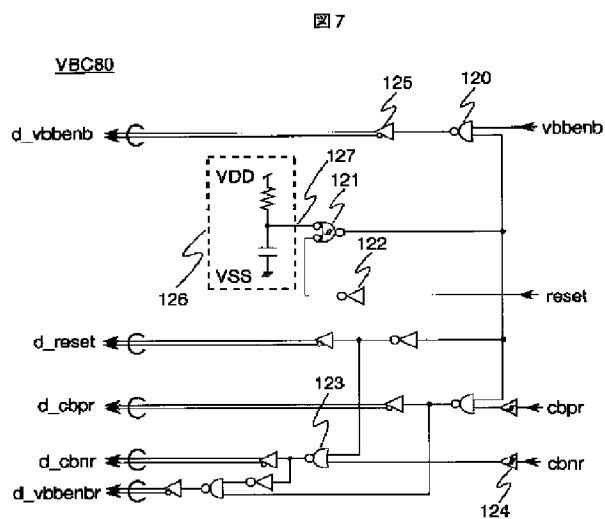 図7
VBC80
125
120
d_vbbenb
vbbenb
127
121
VDD
122
VSS
126
reset
d_reset
123
d_cbpr
cbpr
d_cbnr
cbnr
d_vbbenbr
124